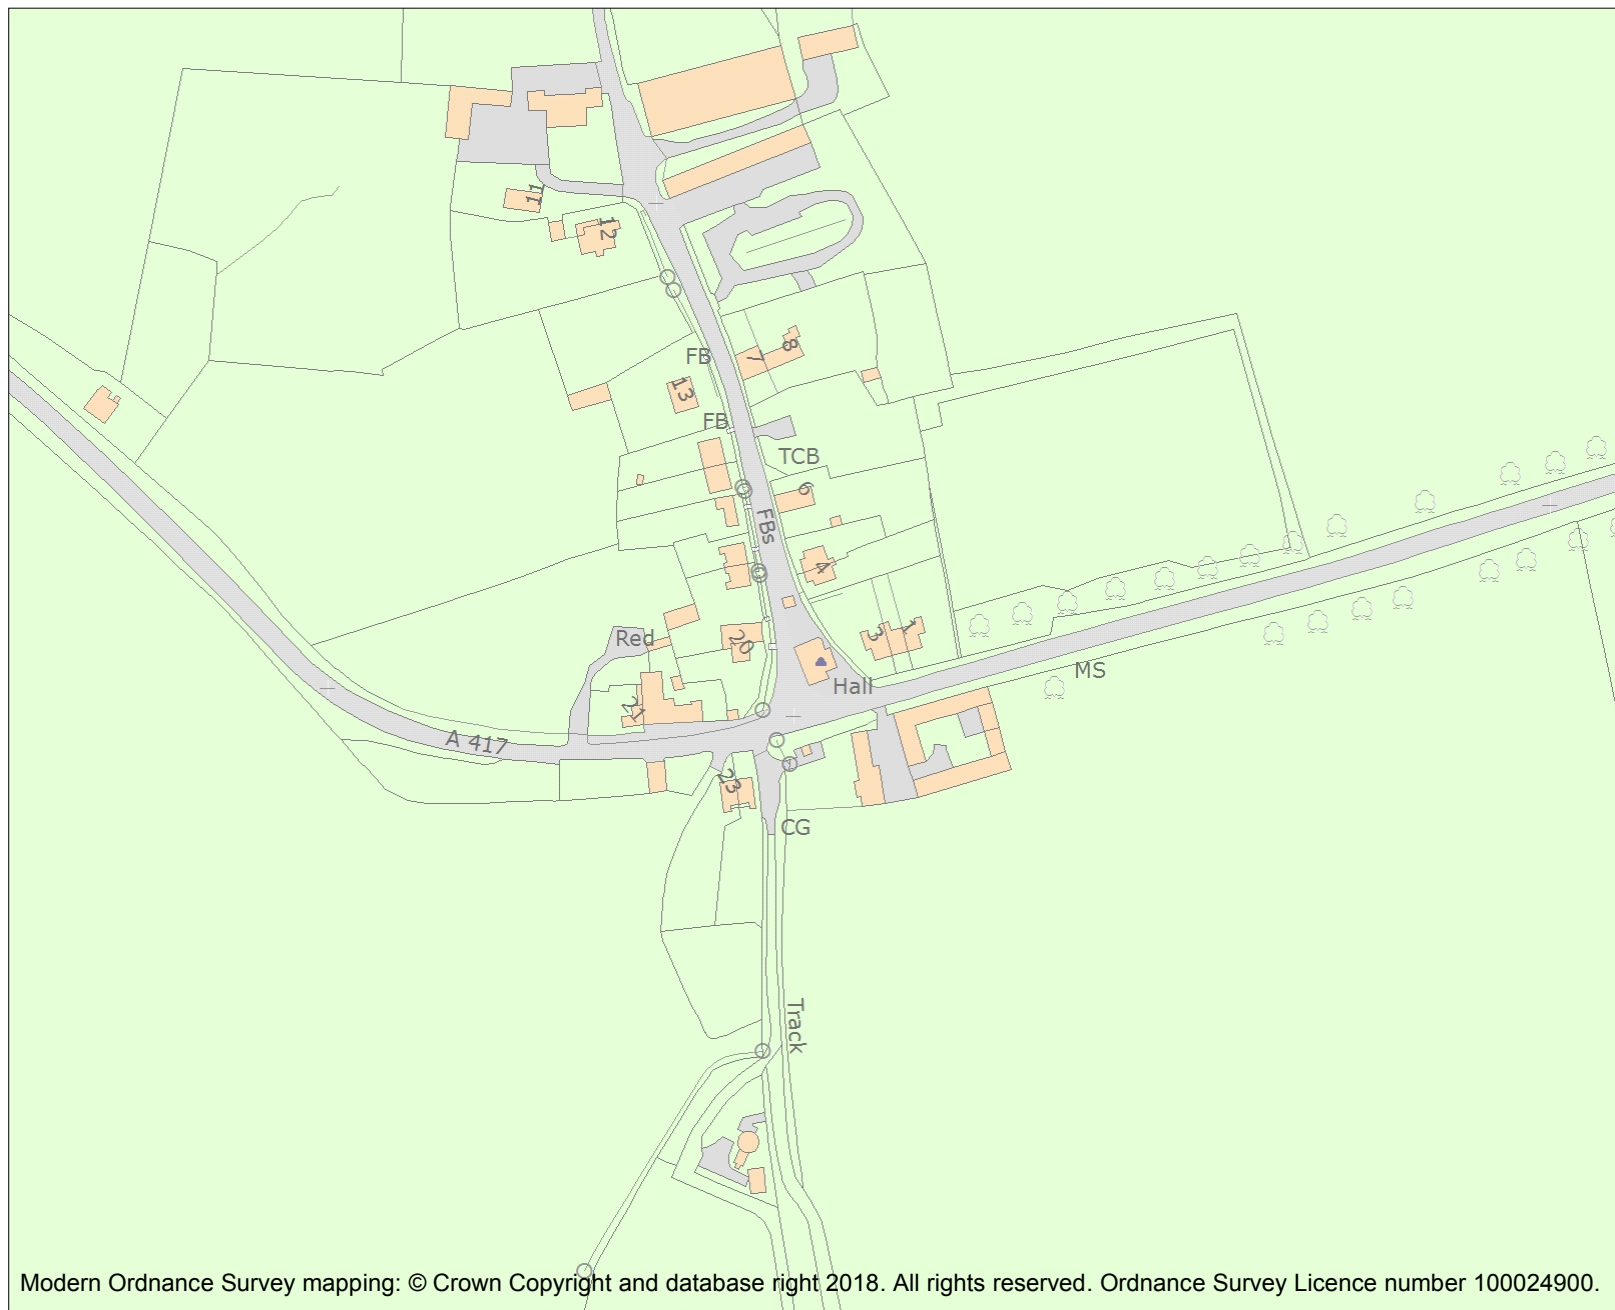 11
12
FB
7
8
13
FB
TCB
6
FBs
4
Red
20
3
1
MS
Hall
21
A 417
23
CG
Track
Modern Ordnance Survey mapping: © Crown Copyright and database right 2018. All rights reserved. Ordnance Survey Licence number 100024900.